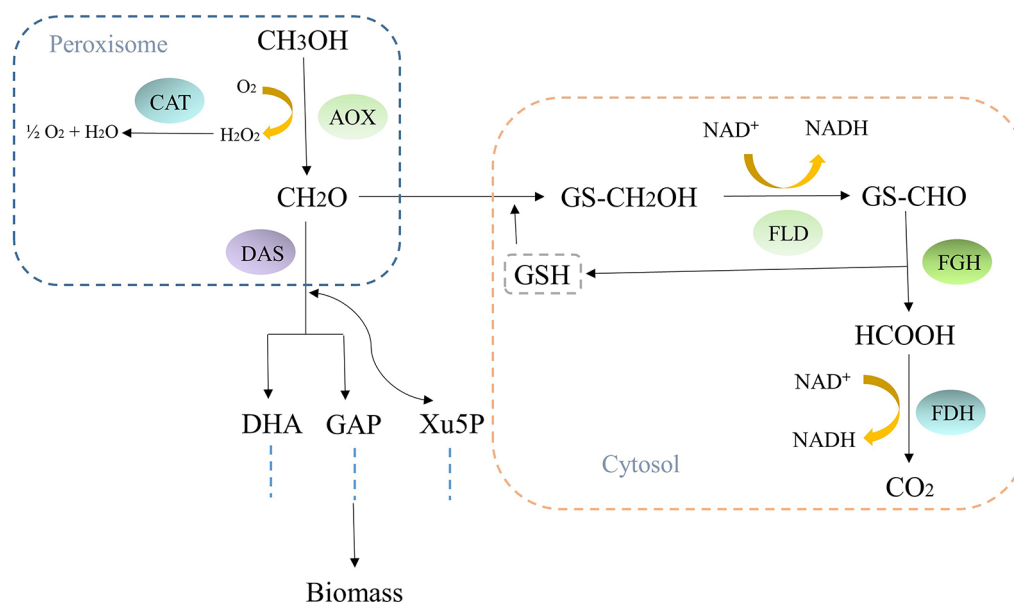 Peroxisome
CH3OH
CAT
O₂
AOX
½ O₂ + H₂O
H₂O₂
NAD⁺
NADH
CH2O
GS-CH2OH
GS-CHO
DAS
FLD
GSH
FGH
HCOOH
NAD⁺
NADH
FDH
DHA
GAP
Xu5P
Cytosol
CO₂
Biomass